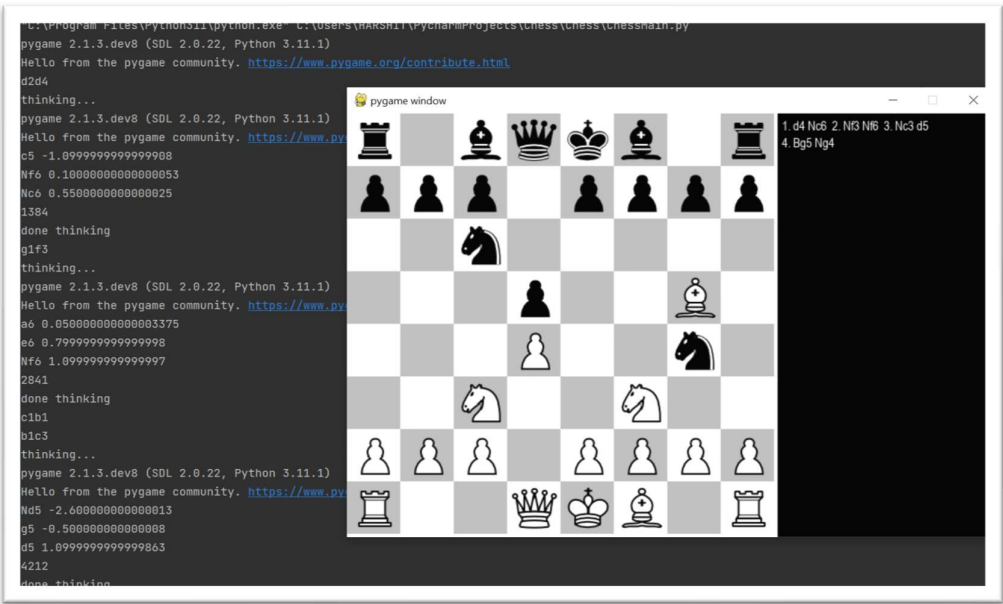 "C:\Program Files\Python311\python.exe" C:\Users\HARSHIT\PycharmProjects\Chess\Chess\ChessMain.py
pygame 2.1.3.dev8 (SDL 2.0.22, Python 3.11.1)
Hello from the pygame community. https://www.pygame.org/contribute.html
d2d4
thinking...
pygame 2.1.3.dev8 (SDL 2.0.22, Python 3.11.1)
Hello from the pygame community. https://www.py
c5 -1.0999999999999908
Nf6 0.10000000000000053
Nc6 0.5500000000000025
1384
done thinking
g1f3
thinking...
pygame 2.1.3.dev8 (SDL 2.0.22, Python 3.11.1)
Hello from the pygame community. https://www.py
a6 0.050000000000003375
e6 0.7999999999999998
Nf6 1.099999999999997
2841
done thinking
c1b1
b1c3
thinking...
pygame 2.1.3.dev8 (SDL 2.0.22, Python 3.11.1)
Hello from the pygame community. https://www.py
Nd5 -2.600000000000013
g5 -0.500000000000008
d5 1.0999999999999863
4212
done thinking
pygame window
1. d4 Nc6 2. Nf3 Nf6 3. Nc3 d5
4. Bg5 Ng4